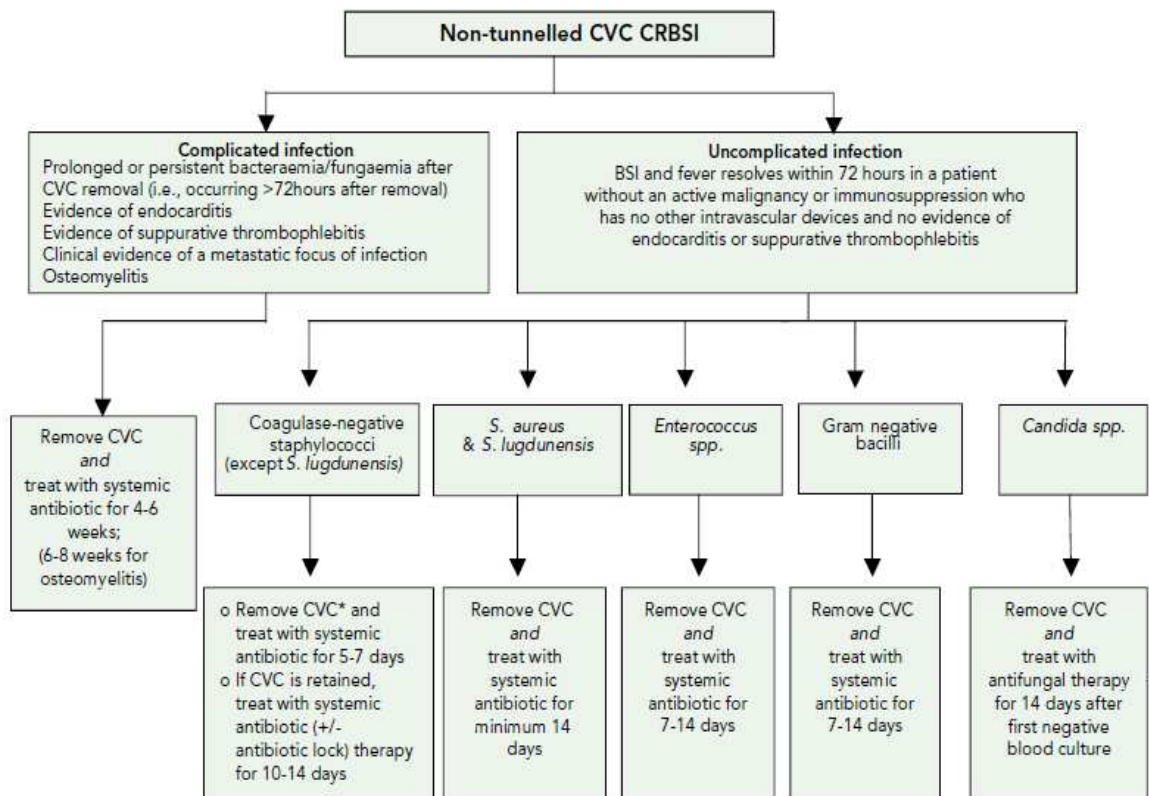 Non-tunnelled CVC CRBSI
Complicated infection
Prolonged or persistent bacteraemia/fungaemia after
CVC removal (i.e., occurring >72hours after removal)
Evidence of endocarditis
Evidence of suppurative thrombophlebitis
Clinical evidence of a metastatic focus of infection
Osteomyelitis
Uncomplicated infection
BSI and fever resolves within 72 hours in a patient
without an active malignancy or immunosuppression who
has no other intravascular devices and no evidence of
endocarditis or suppurative thrombophlebitis
Remove CVC
and
treat with systemic
antibiotic for 4-6
weeks;
(6-8 weeks for
osteomyelitis)
Coagulase-negative
staphylococci
(except S. lugdunensis)
S. aureus
& S. lugdunensis
Enterococcus
spp.
Gram negative
bacilli
Candida spp.
o Remove CVC* and
treat with systemic
antibiotic for 5-7 days
o If CVC is retained,
treat with systemic
antibiotic (+/-
antibiotic lock) therapy
for 10-14 days
Remove CVC
and
treat with
systemic
antibiotic for
minimum 14
days
Remove CVC
and
treat with
systemic
antibiotic for
7-14 days
Remove CVC
and
treat with
systemic
antibiotic for
7-14 days
Remove CVC
and
treat with
antifungal therapy
for 14 days after
first negative
blood culture